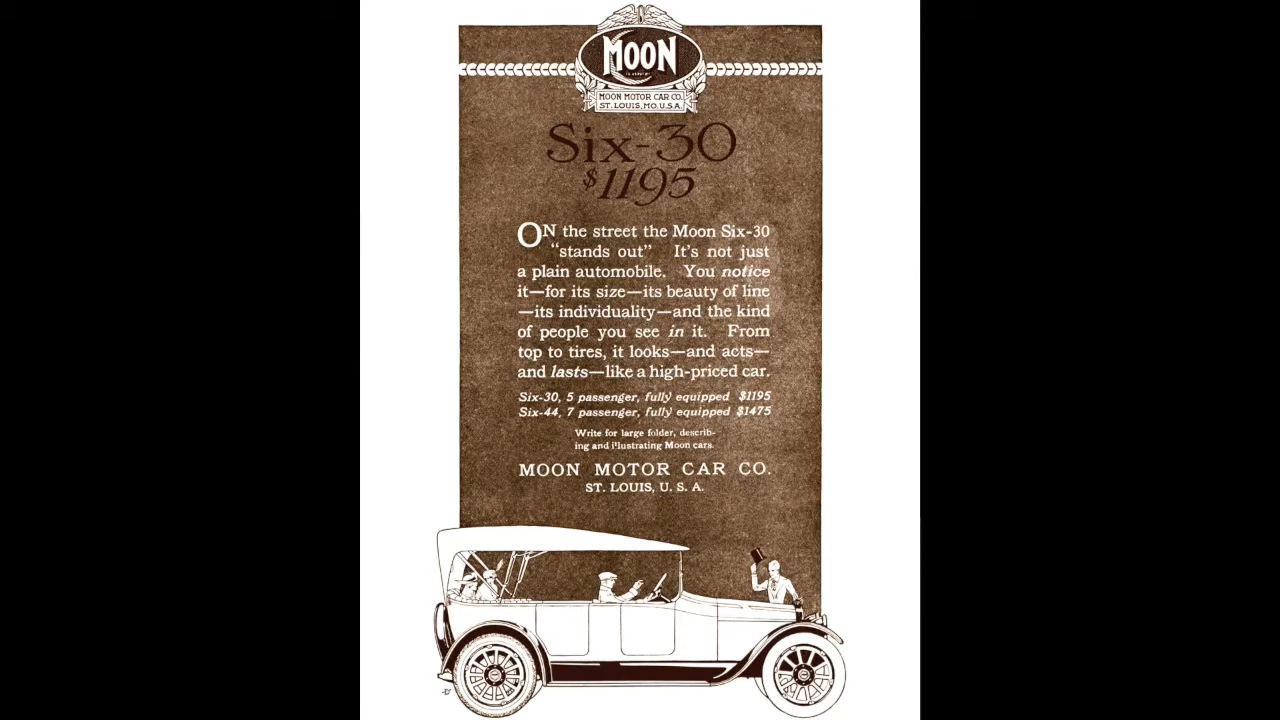 MOON
MOON MOTOR CAR CO.
ST. LOUIS, MO. U.S.A.
Six-30
$1195
ON the street the Moon Six-30
“stands out” It's not just
a plain automobile. You notice
it—for its size—its beauty of line
—its individuality—and the kind
of people you see in it. From
top to tires, it looks—and acts—
and lasts—like a high-priced car.
Six-30, 5 passenger, fully equipped $1195
Six-44, 7 passenger, fully equipped $1475
Write for large folder, describ-
ing and illustrating Moon cars.
MOON MOTOR CAR CO.
ST. LOUIS, U. S. A.